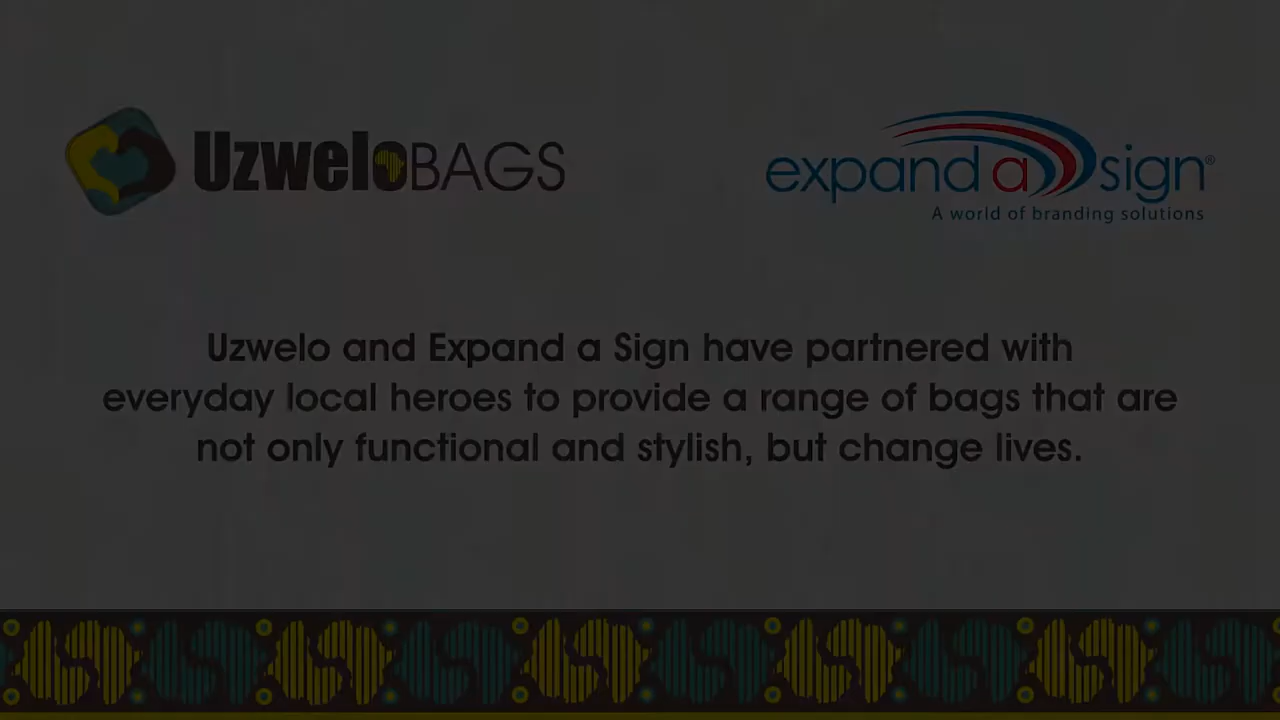 UzweloBAGS
expand a sign®
A world of branding solutions
Uzwelo and Expand a Sign have partnered with
everyday local heroes to provide a range of bags that are
not only functional and stylish, but change lives.